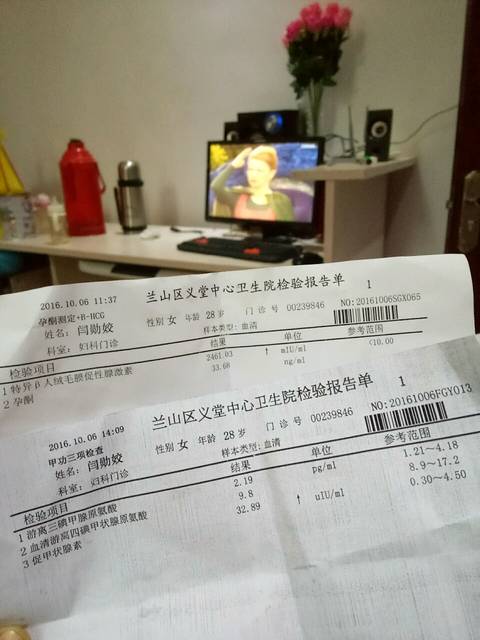 兰山区义堂中心卫生院检验报告单 1
2016.10.06 11:37
孕酮测定+B-HCG
姓名: 闫勋姣 性别 女 年龄 28 岁 门诊号 00239846 NO:20161006SGX065
科室: 妇科门诊 样本类型: 血清
检验项目 结果 单位 参考范围
1 特异β人绒毛膜促性腺激素 2461.03 ↑ mIU/ml <10.00
2 孕酮 33.68 ng/ml
兰山区义堂中心卫生院检验报告单 1
2016.10.06 14:09
甲功三项检查
姓名: 闫勋姣 性别 女 年龄 28 岁 门诊号 00239846 NO:20161006FGY013
科室: 妇科门诊 样本类型: 血清
检验项目 结果 单位 参考范围
1 游离三碘甲腺原氨酸 2.19 pg/ml 1.21~4.18
2 血清游离四碘甲状腺原氨酸 9.8 8.9~17.2
3 促甲状腺素 32.89 ↑ uIU/ml 0.30~4.50